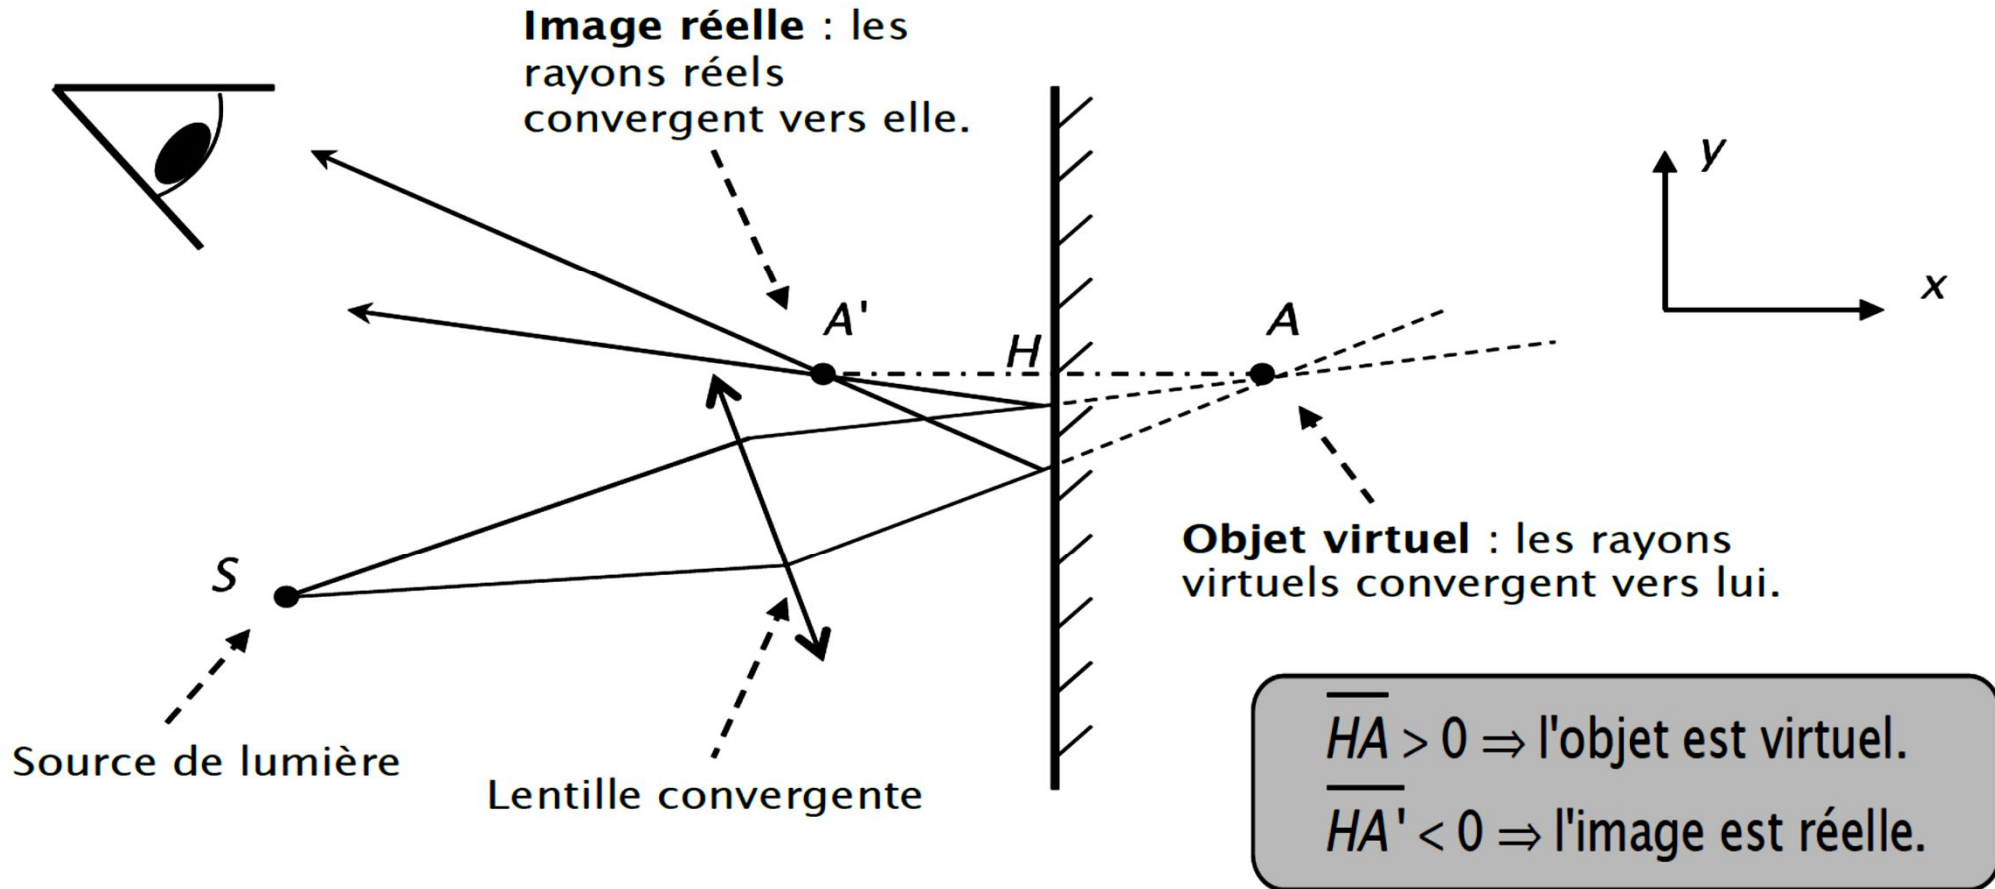 Image réelle : les
rayons réels
convergent vers elle.
y
x
A'
H
A
S
Objet virtuel : les rayons
virtuels convergent vers lui.
Source de lumière
Lentille convergente
HA > 0 ⇒ l'objet est virtuel.
HA' < 0 ⇒ l'image est réelle.